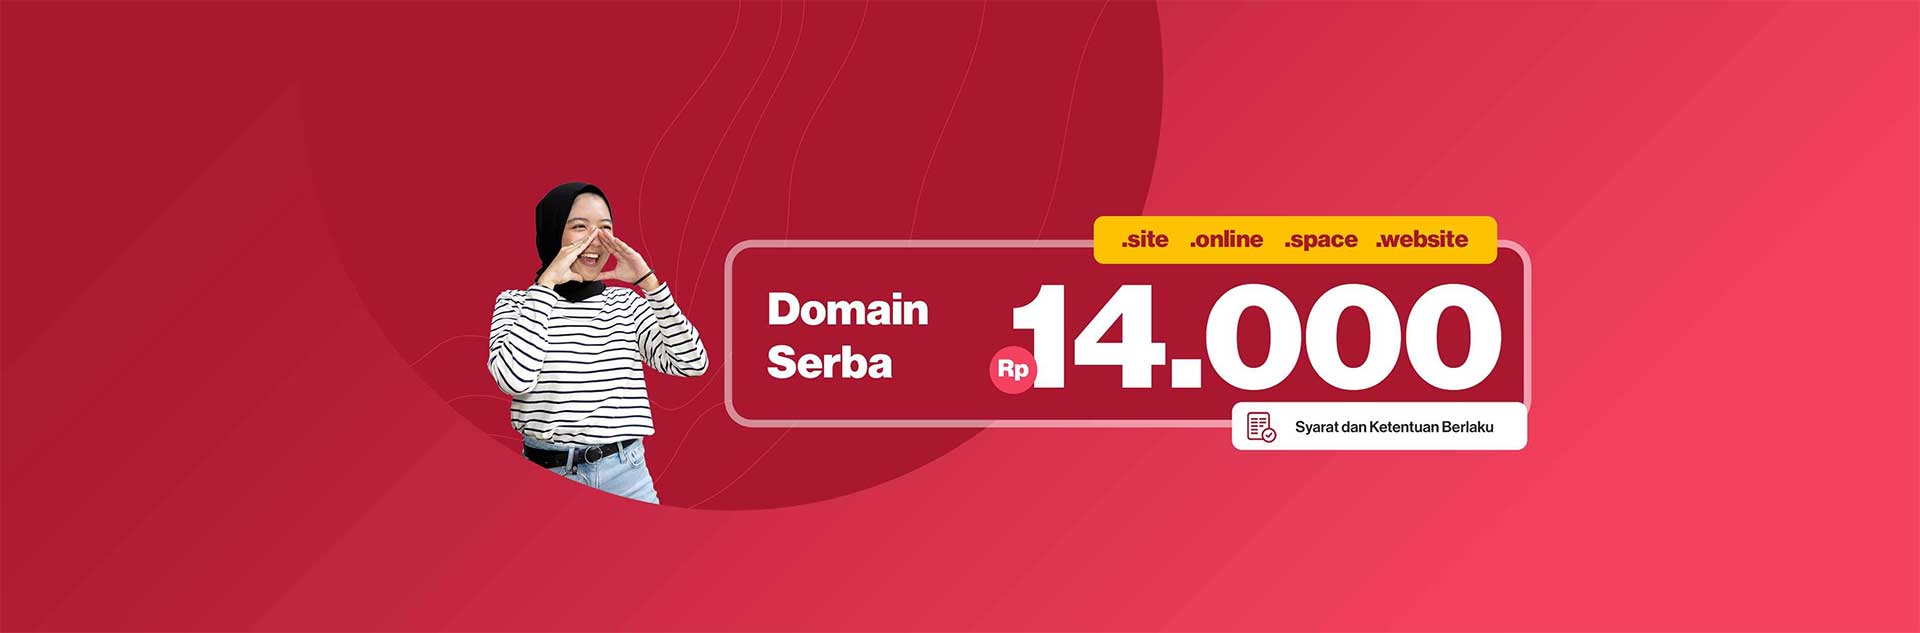 .site .online .space .website
Domain
Serba
Rp 14.000
Syarat dan Ketentuan Berlaku